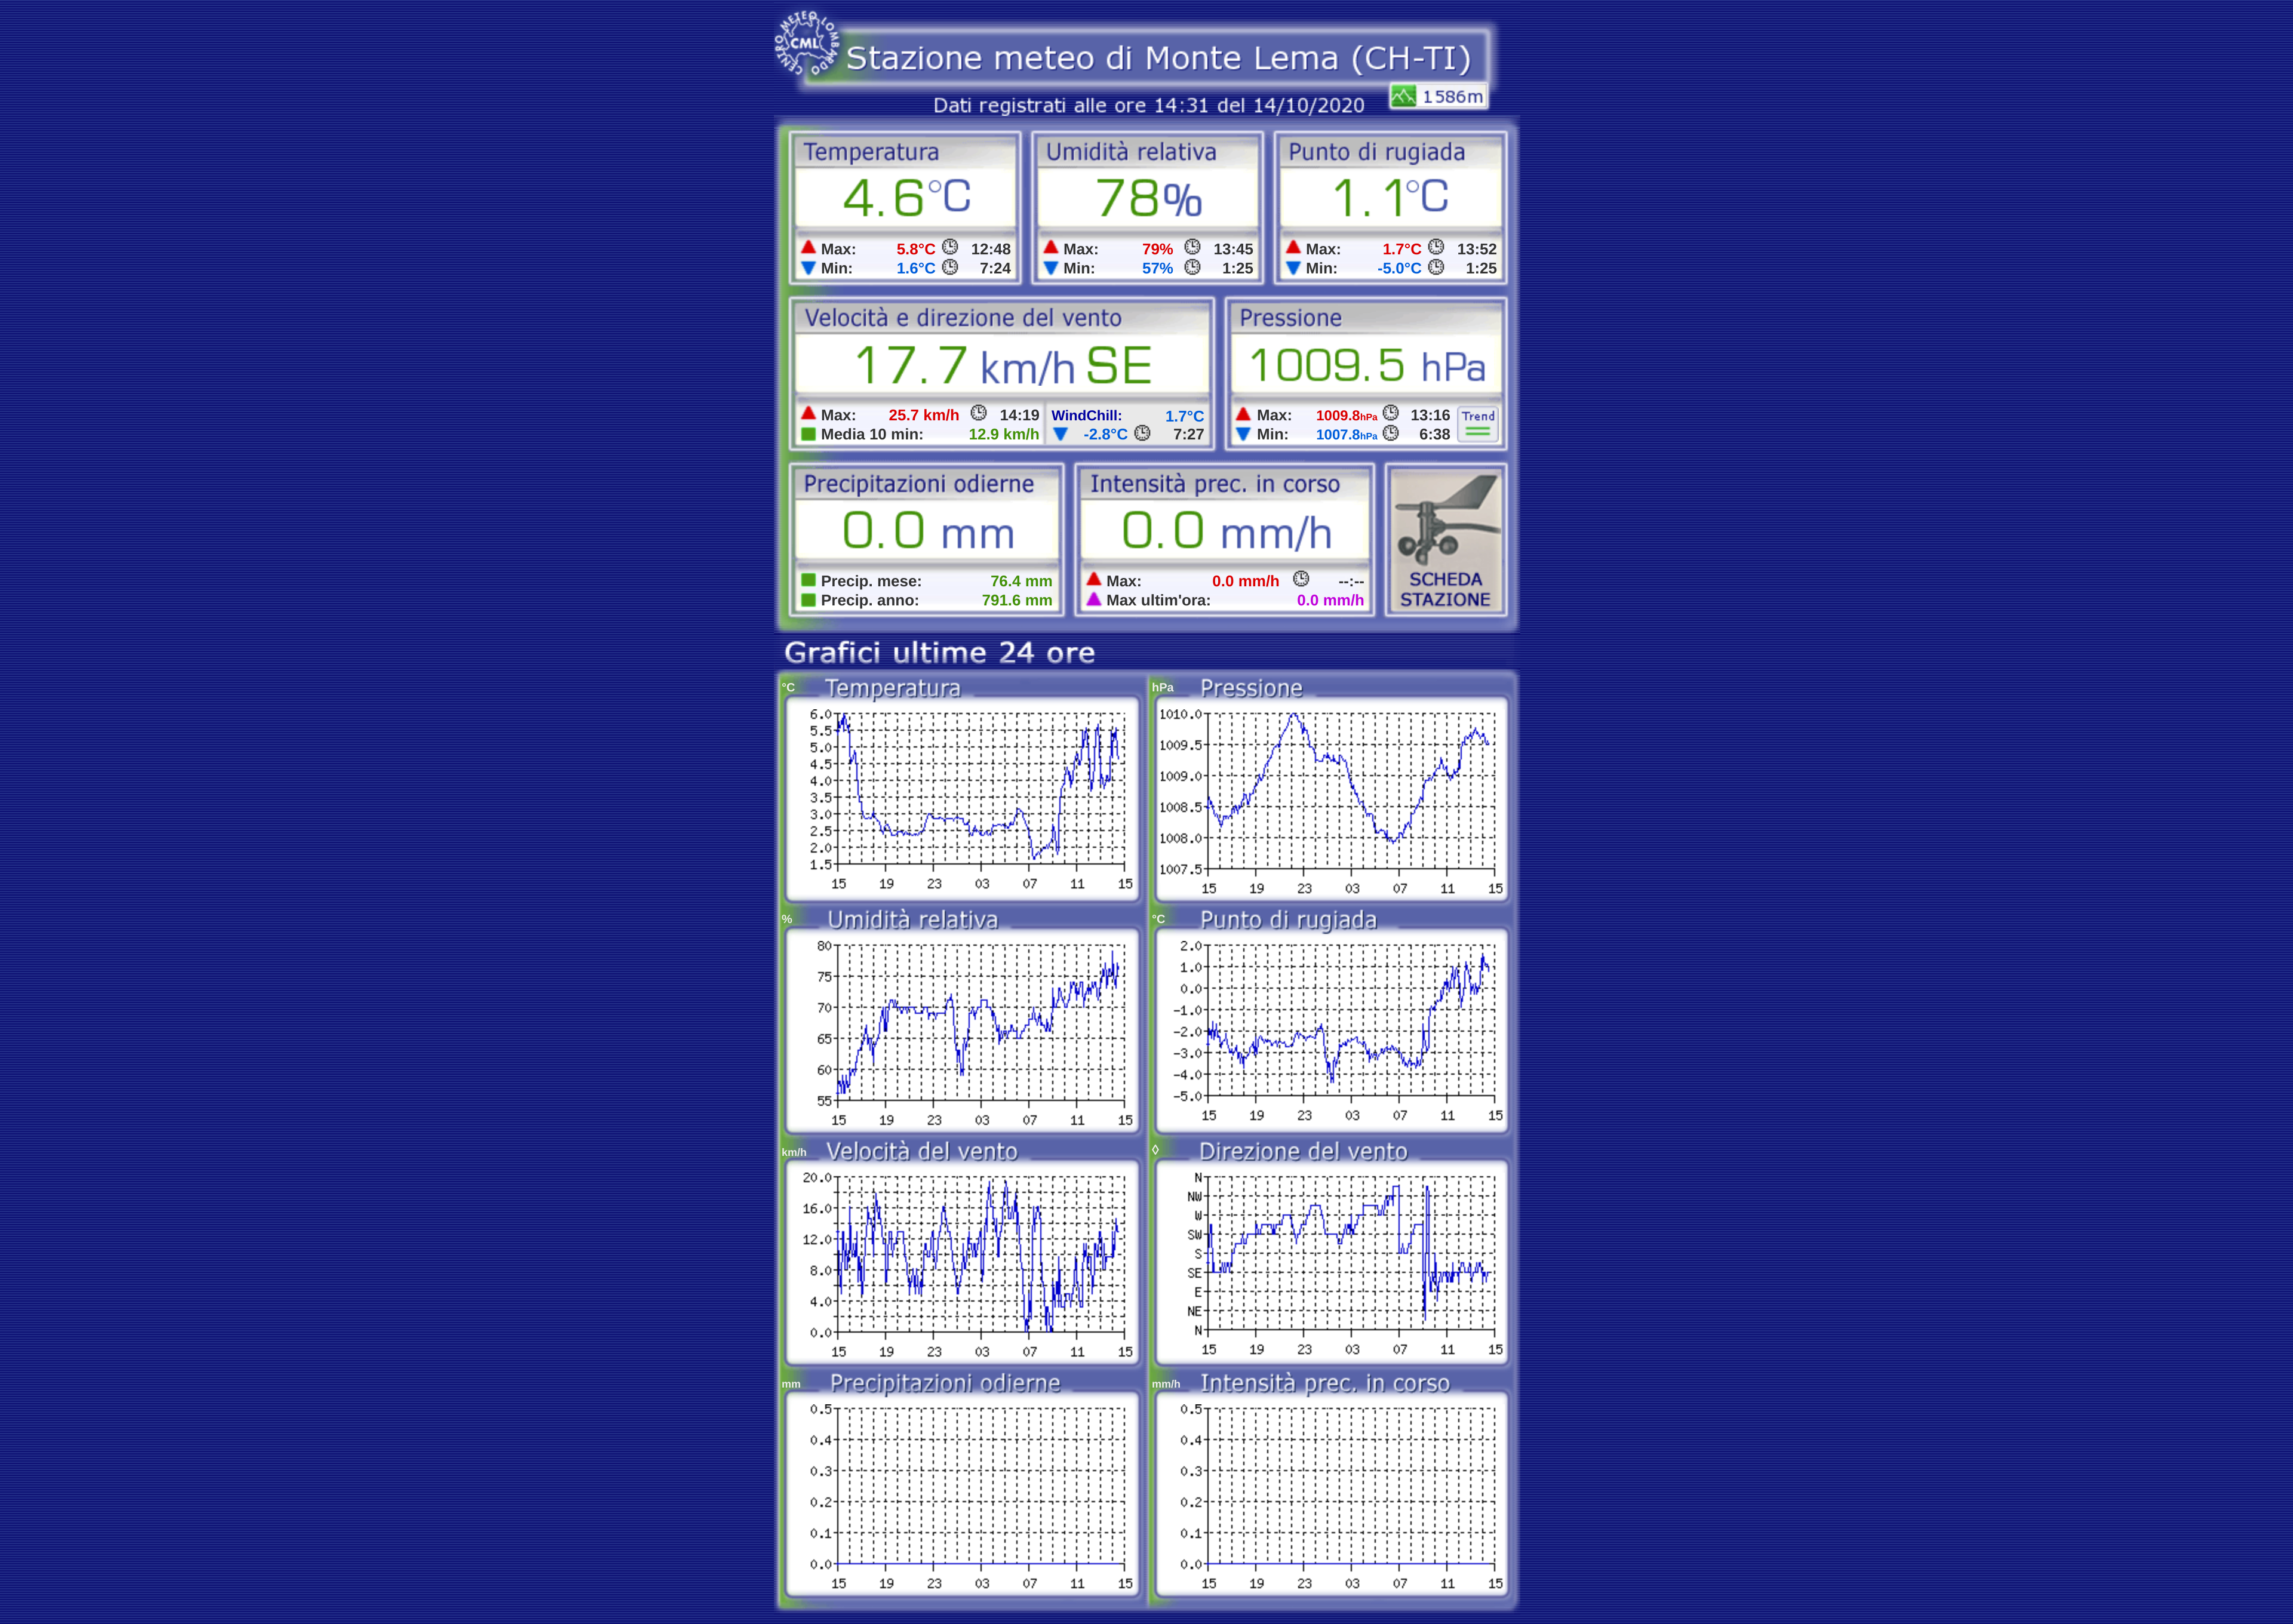 CENTRO METEO LOMBARDO
CML
Stazione meteo di Monte Lema (CH-TI)
Dati registrati alle ore 14:31 del 14/10/2020
1586m
Temperatura
4.6°C
Max: 5.8°C 12:48
Min: 1.6°C 7:24
Umidità relativa
78%
Max: 79% 13:45
Min: 57% 1:25
Punto di rugiada
1.1°C
Max: 1.7°C 13:52
Min: -5.0°C 1:25
Velocità e direzione del vento
17.7 km/h SE
Max: 25.7 km/h 14:19
Media 10 min: 12.9 km/h
WindChill: 1.7°C
-2.8°C 7:27
Pressione
1009.5 hPa
Max: 1009.8hPa 13:16
Min: 1007.8hPa 6:38
Trend
Precipitazioni odierne
0.0 mm
Precip. mese: 76.4 mm
Precip. anno: 791.6 mm
Intensità prec. in corso
0.0 mm/h
Max: 0.0 mm/h --:--
Max ultim'ora: 0.0 mm/h
SCHEDA
STAZIONE
Grafici ultime 24 ore
°C Temperatura
6.0
5.5
5.0
4.5
4.0
3.5
3.0
2.5
2.0
1.5
15 19 23 03 07 11 15
hPa Pressione
1010.0
1009.5
1009.0
1008.5
1008.0
1007.5
15 19 23 03 07 11 15
% Umidità relativa
80
75
70
65
60
55
15 19 23 03 07 11 15
°C Punto di rugiada
2.0
1.0
0.0
-1.0
-2.0
-3.0
-4.0
-5.0
15 19 23 03 07 11 15
km/h Velocità del vento
20.0
16.0
12.0
8.0
4.0
0.0
15 19 23 03 07 11 15
◊ Direzione del vento
N
NW
W
SW
S
SE
E
NE
N
15 19 23 03 07 11 15
mm Precipitazioni odierne
0.5
0.4
0.3
0.2
0.1
0.0
15 19 23 03 07 11 15
mm/h Intensità prec. in corso
0.5
0.4
0.3
0.2
0.1
0.0
15 19 23 03 07 11 15